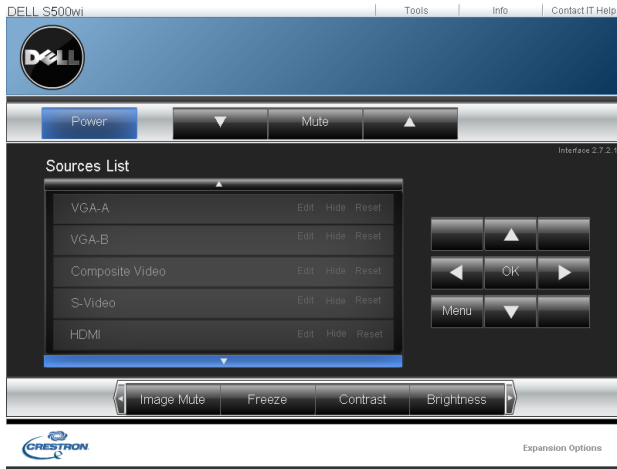 DELL S500wi
Tools Info Contact IT Help
DELL
Power Mute
Interface 2.7.2.1
Sources List
VGA-A Edit Hide Reset
VGA-B Edit Hide Reset
Composite Video Edit Hide Reset
S-Video Edit Hide Reset
HDMI Edit Hide Reset
OK
Menu
Image Mute Freeze Contrast Brightness
CRESTRON
Expansion Options